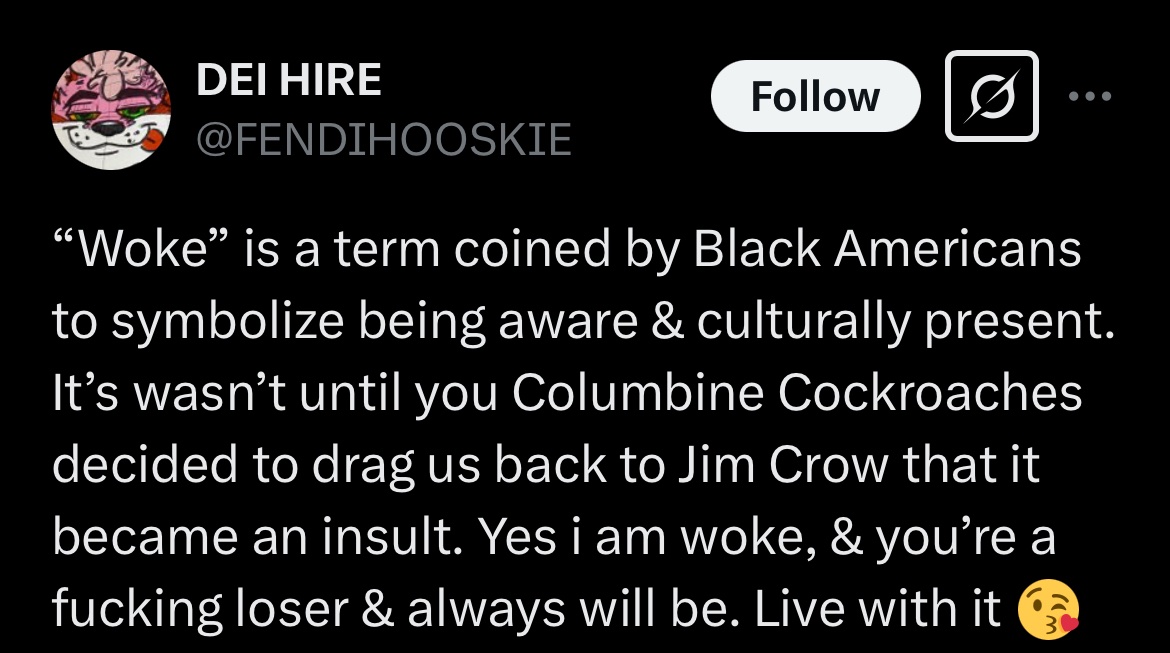 DEI HIRE
@FENDIHOOSKIE
Follow
“Woke” is a term coined by Black Americans
to symbolize being aware & culturally present.
It’s wasn’t until you Columbine Cockroaches
decided to drag us back to Jim Crow that it
became an insult. Yes i am woke, & you’re a
fucking loser & always will be. Live with it 😘